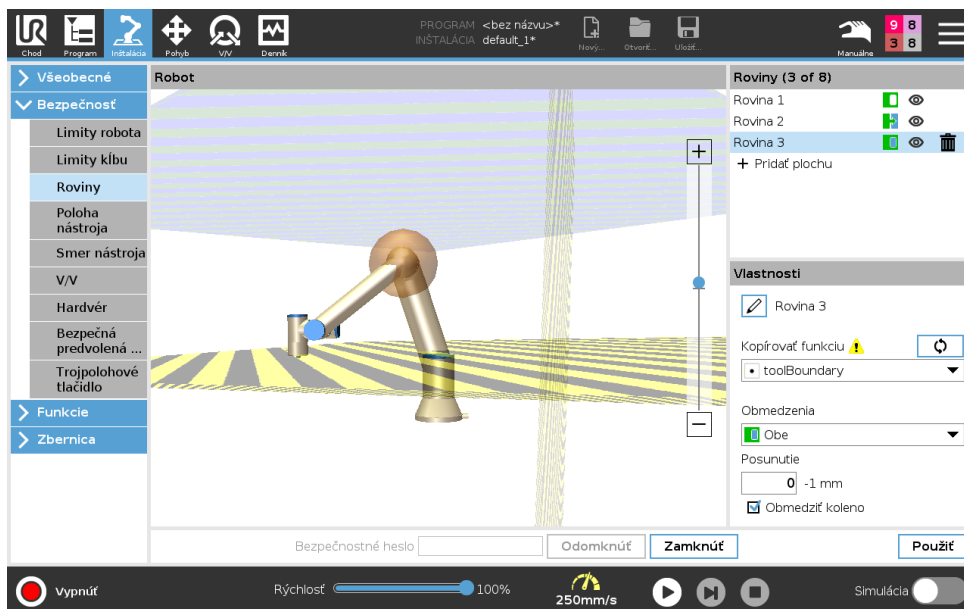 PROGRAM <bez názvu>*
INŠTALÁCIA default_1*
Chod
Program
Inštalácia
Pohyb
V/V
Denník
Nový...
Otvoriť...
Uložiť...
Manuálne
9 8
3 8
Všeobecné
Bezpečnosť
Limity robota
Limity kĺbu
Roviny
Poloha
nástroja
Smer nástroja
V/V
Hardvér
Bezpečná
predvolená ...
Trojpolohové
tlačidlo
Funkcie
Zbernica
Robot
Roviny (3 of 8)
Rovina 1
Rovina 2
Rovina 3
+ Pridať plochu
Vlastnosti
Rovina 3
Kopírovať funkciu
toolBoundary
Obmedzenia
Obe
Posunutie
0 -1 mm
Obmedziť koleno
Bezpečnostné heslo
Odomknúť
Zamknúť
Použiť
Vypnúť
Rýchlosť
100%
250mm/s
Simulácia